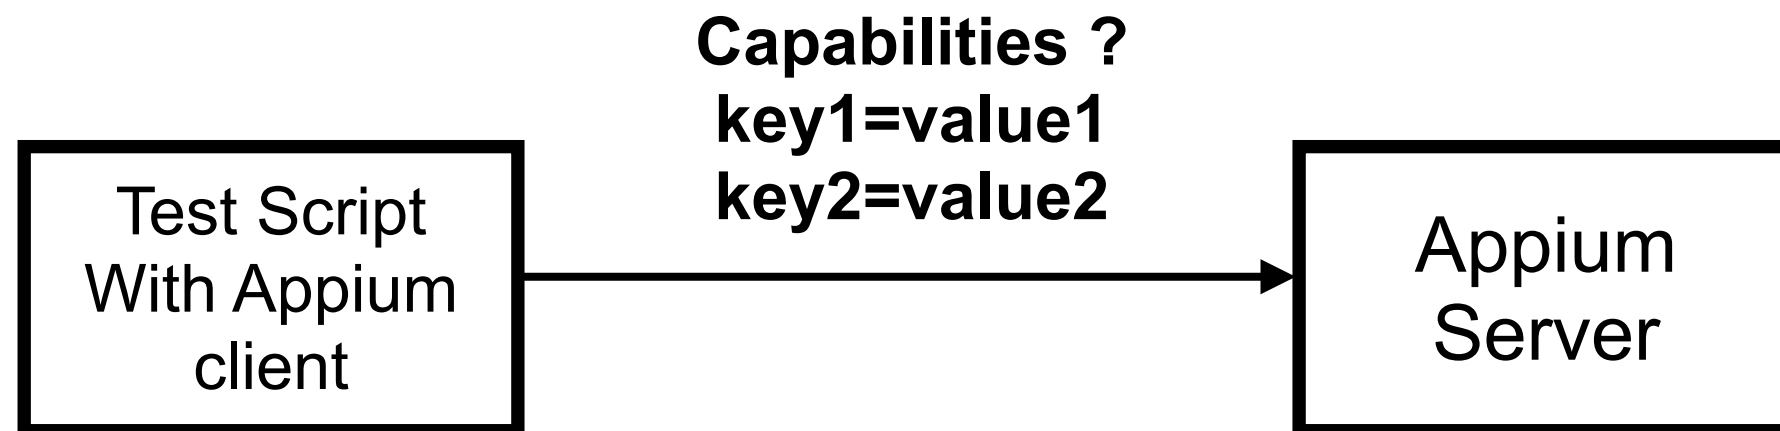 Capabilities ?
key1=value1
key2=value2
Test Script
With Appium
client
Appium
Server